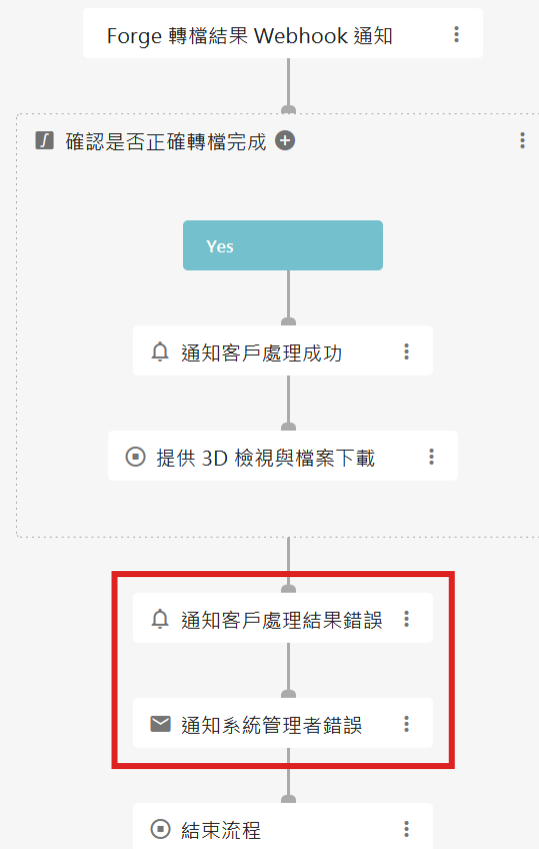 Forge 轉檔結果 Webhook 通知
確認是否正確轉檔完成
Yes
通知客戶處理成功
提供 3D 檢視與檔案下載
通知客戶處理結果錯誤
通知系統管理者錯誤
結束流程